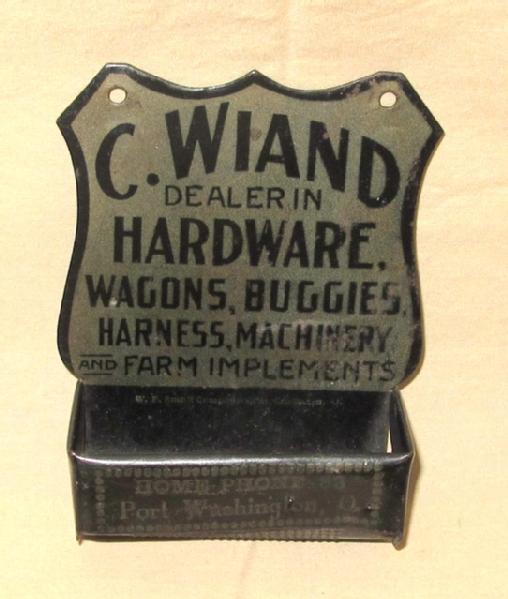 C. WIAND
DEALER IN
HARDWARE,
WAGONS, BUGGIES,
HARNESS, MACHINERY
AND FARM IMPLEMENTS
HOME PHONE
Port Washington, O.